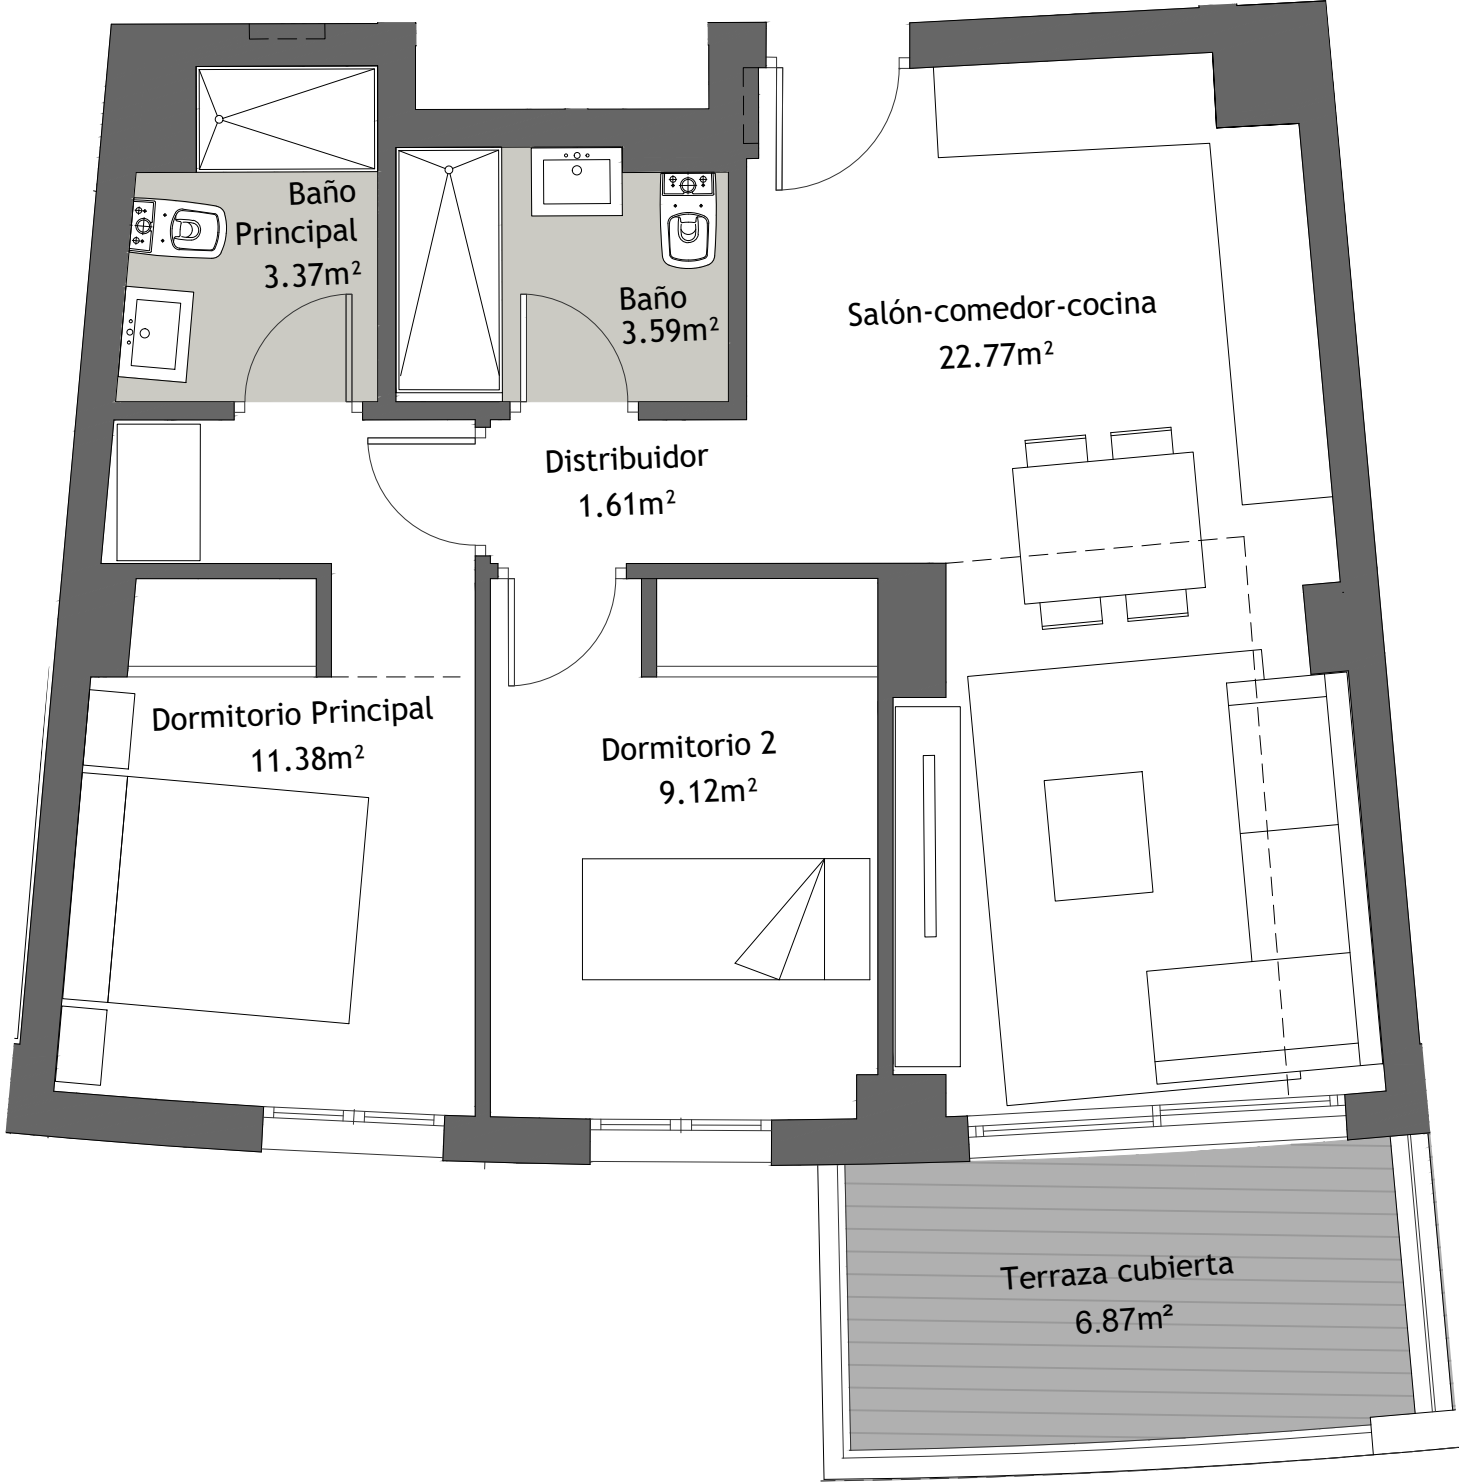 Baño
Principal
3.37m²
Baño
3.59m²
Salón-comedor-cocina
22.77m²
Distribuidor
1.61m²
Dormitorio Principal
11.38m²
Dormitorio 2
9.12m²
Terraza cubierta
6.87m²